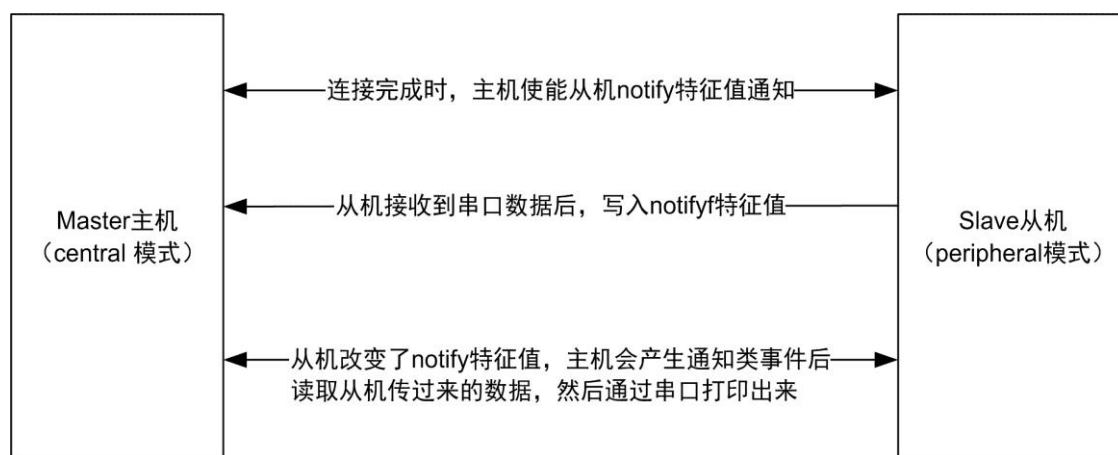 连接完成时，主机使能从机notify特征值通知
从机接收到串口数据后，写入notifyf特征值
Master主机
（central 模式）
Slave从机
（peripheral模式）
从机改变了notify特征值，主机会产生通知类事件后
读取从机传过来的数据，然后通过串口打印出来